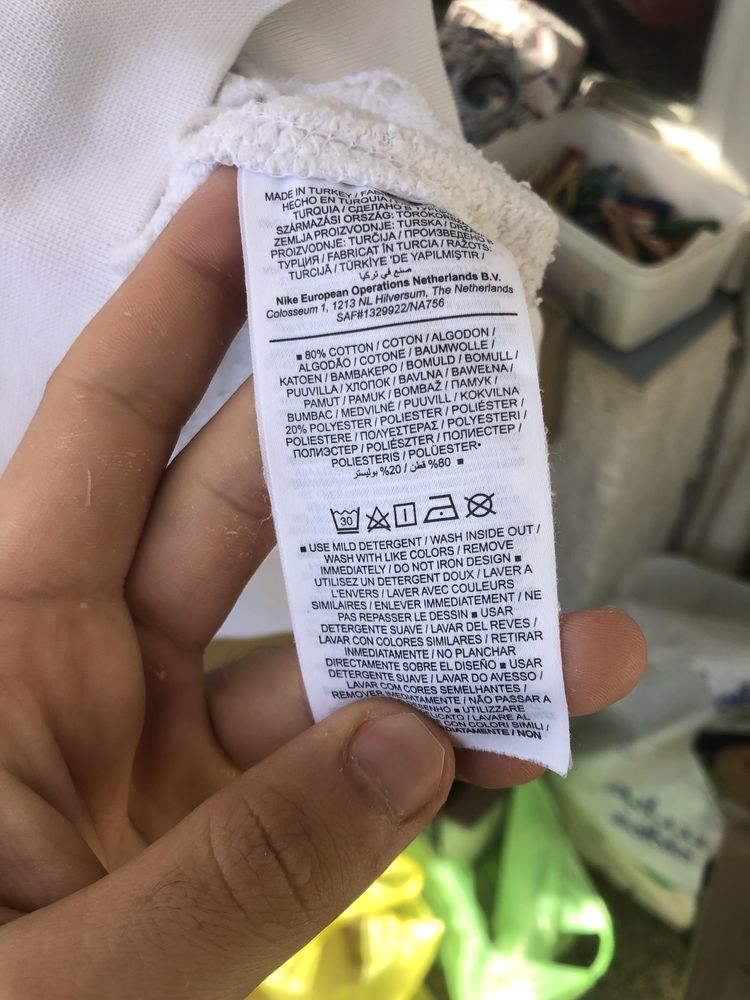 MADE IN TURKEY /
HECHO EN TURQUIA
TURQUIA / СДЕЛАНО В
SZÁRMAZÁSI ORSZÁG: TÖRÖKOR
ZEMLJA PROIZVODNJE: TURSKA /
PROIZVODNJE: TURČIJA / ПРОИЗВЕДЕНО В
ТУРЦИЯ / FABRICAT IN TURCIA / RAŽOTS
TURCIJĀ / TÜRKİYE'DE YAPILMIŞTIR /
صنع في تركيا
Nike European Operations Netherlands B.V.
Colosseum 1, 1213 NL Hilversum, The Netherlands
SAF#1329922/NA756
■ 80% COTTON / COTON / ALGODON /
ALGODÃO / COTONE / BAUMWOLLE /
KATOEN / ΒΑΜΒΑΚΕΡΟ / BOMULD / BOMULL /
PUUVILLA / ХЛОПОК / BAVLNA / BAWEŁNA /
PAMUT / PAMUK / BOMBAŽ / ПАМУК /
BUMBAC / MEDVILNĖ / PUUVILL / KOKVILNA
20% POLYESTER / POLIESTER / POLIÉSTER /
POLIESTERE / ΠΟΛΥΕΣΤΕΡΑΣ / POLYESTERI /
ПОЛИЭСТЕР / POLIÉSZTER / ПОЛИЕСТЕР /
POLIESTERIS / POLÜESTER•
80% قطن / 20% بوليستر ■
30
■ USE MILD DETERGENT / WASH INSIDE OUT /
WASH WITH LIKE COLORS / REMOVE
IMMEDIATELY / DO NOT IRON DESIGN ■
UTILISEZ UN DETERGENT DOUX / LAVER A
L'ENVERS / LAVER AVEC COULEURS
SIMILAIRES / ENLEVER IMMEDIATEMENT / NE
PAS REPASSER LE DESSIN ■ USAR
DETERGENTE SUAVE / LAVAR DEL REVES /
LAVAR CON COLORES SIMILARES / RETIRAR
INMEDIATAMENTE / NO PLANCHAR
DIRECTAMENTE SOBRE EL DISEÑO ■ USAR
DETERGENTE SUAVE / LAVAR DO AVESSO /
LAVAR COM CORES SEMELHANTES /
REMOVER IMEDIATAMENTE / NÃO PASSAR A
■ UTILIZZARE
/ LAVARE AL
CON COLORI SIMILI /
/ NON